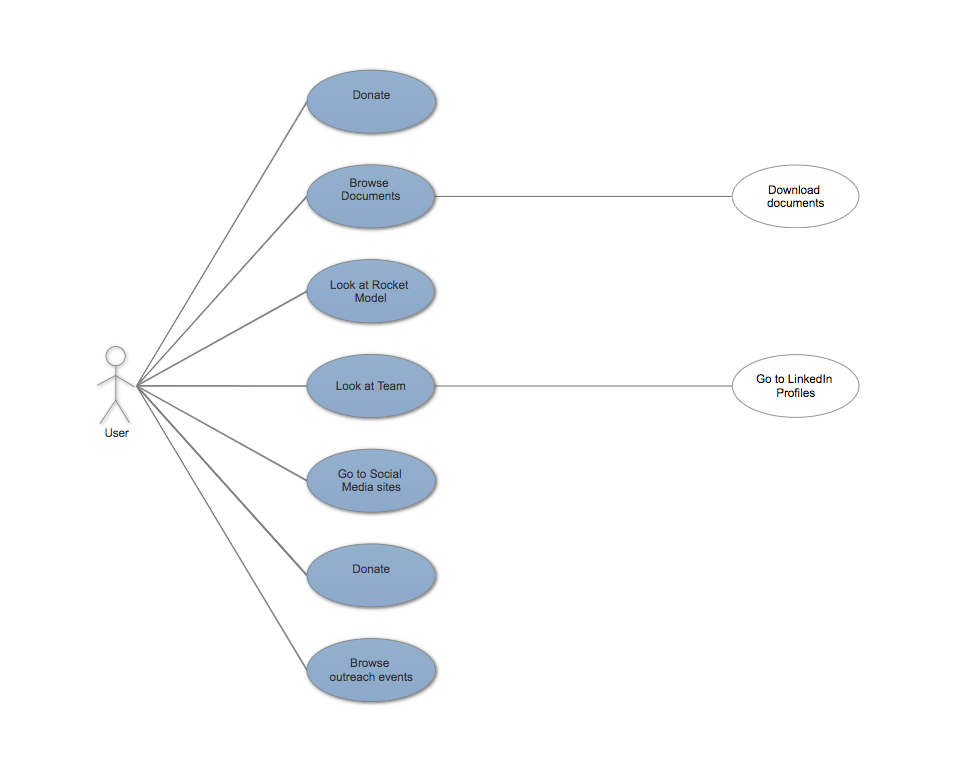 Donate
Browse
Documents
Download
documents
Look at Rocket
Model
Look at Team
Go to LinkedIn
Profiles
User
Go to Social
Media sites
Donate
Browse
outreach events